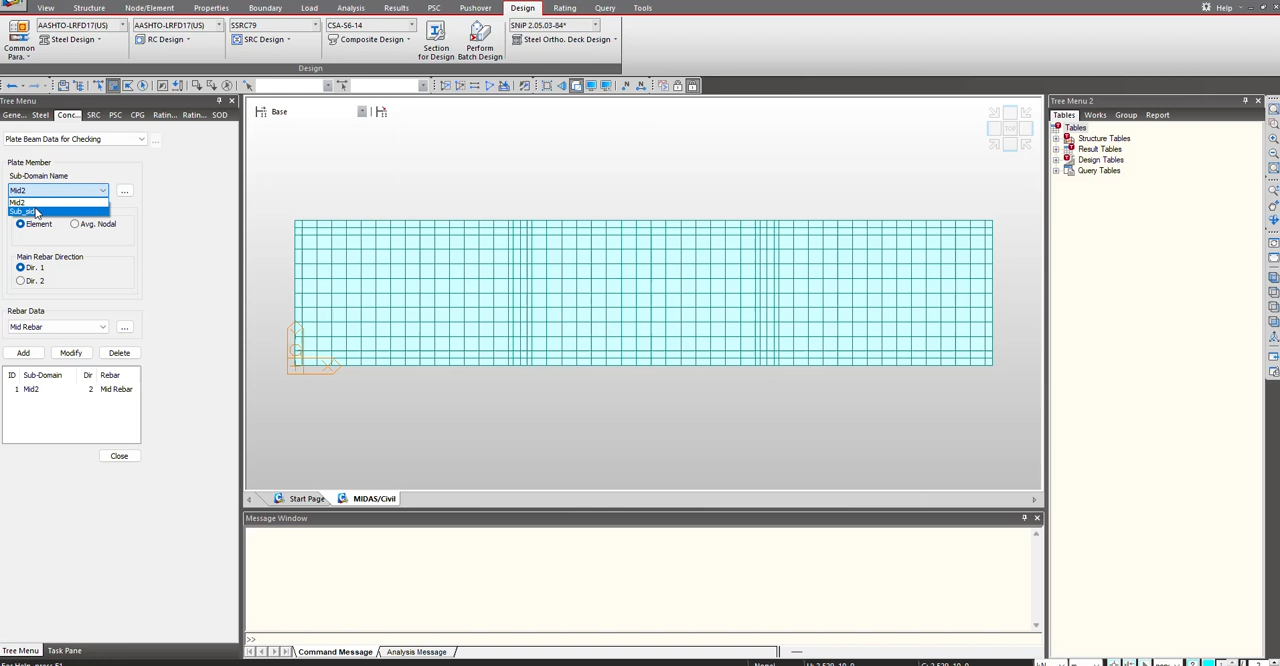 View Structure Node/Element Properties Boundary Load Analysis Results PSC Pushover Design Rating Query Tools Help
AASHTO-LRFD17(US) AASHTO-LRFD17(US) SSRC79 CSA-S6-14 SNiP 2.05.03-84*
Steel Design RC Design SRC Design Composite Design Steel Ortho. Deck Design
Common Section Perform
Para. for Design Batch Design
Design
Tree Menu
Gene... Steel Conc... SRC PSC CPG Ratin... Ratin... SOD
Plate Beam Data for Checking ...
Plate Member
Sub-Domain Name
Mid2 ...
Mid2
Element Avg. Nodal
Main Rebar Direction
Dir. 1
Dir. 2
Rebar Data
Mid Rebar ...
Add Modify Delete
ID Sub-Domain Dir Rebar
1 Mid2 2 Mid Rebar
Close
Tree Menu Task Pane
Base
TOP
X
Start Page MIDAS/Civil
Message Window
>>
Command Message Analysis Message
Tree Menu 2
Tables Works Group Report
Tables
Structure Tables
Result Tables
Design Tables
Query Tables
For Help, press F1